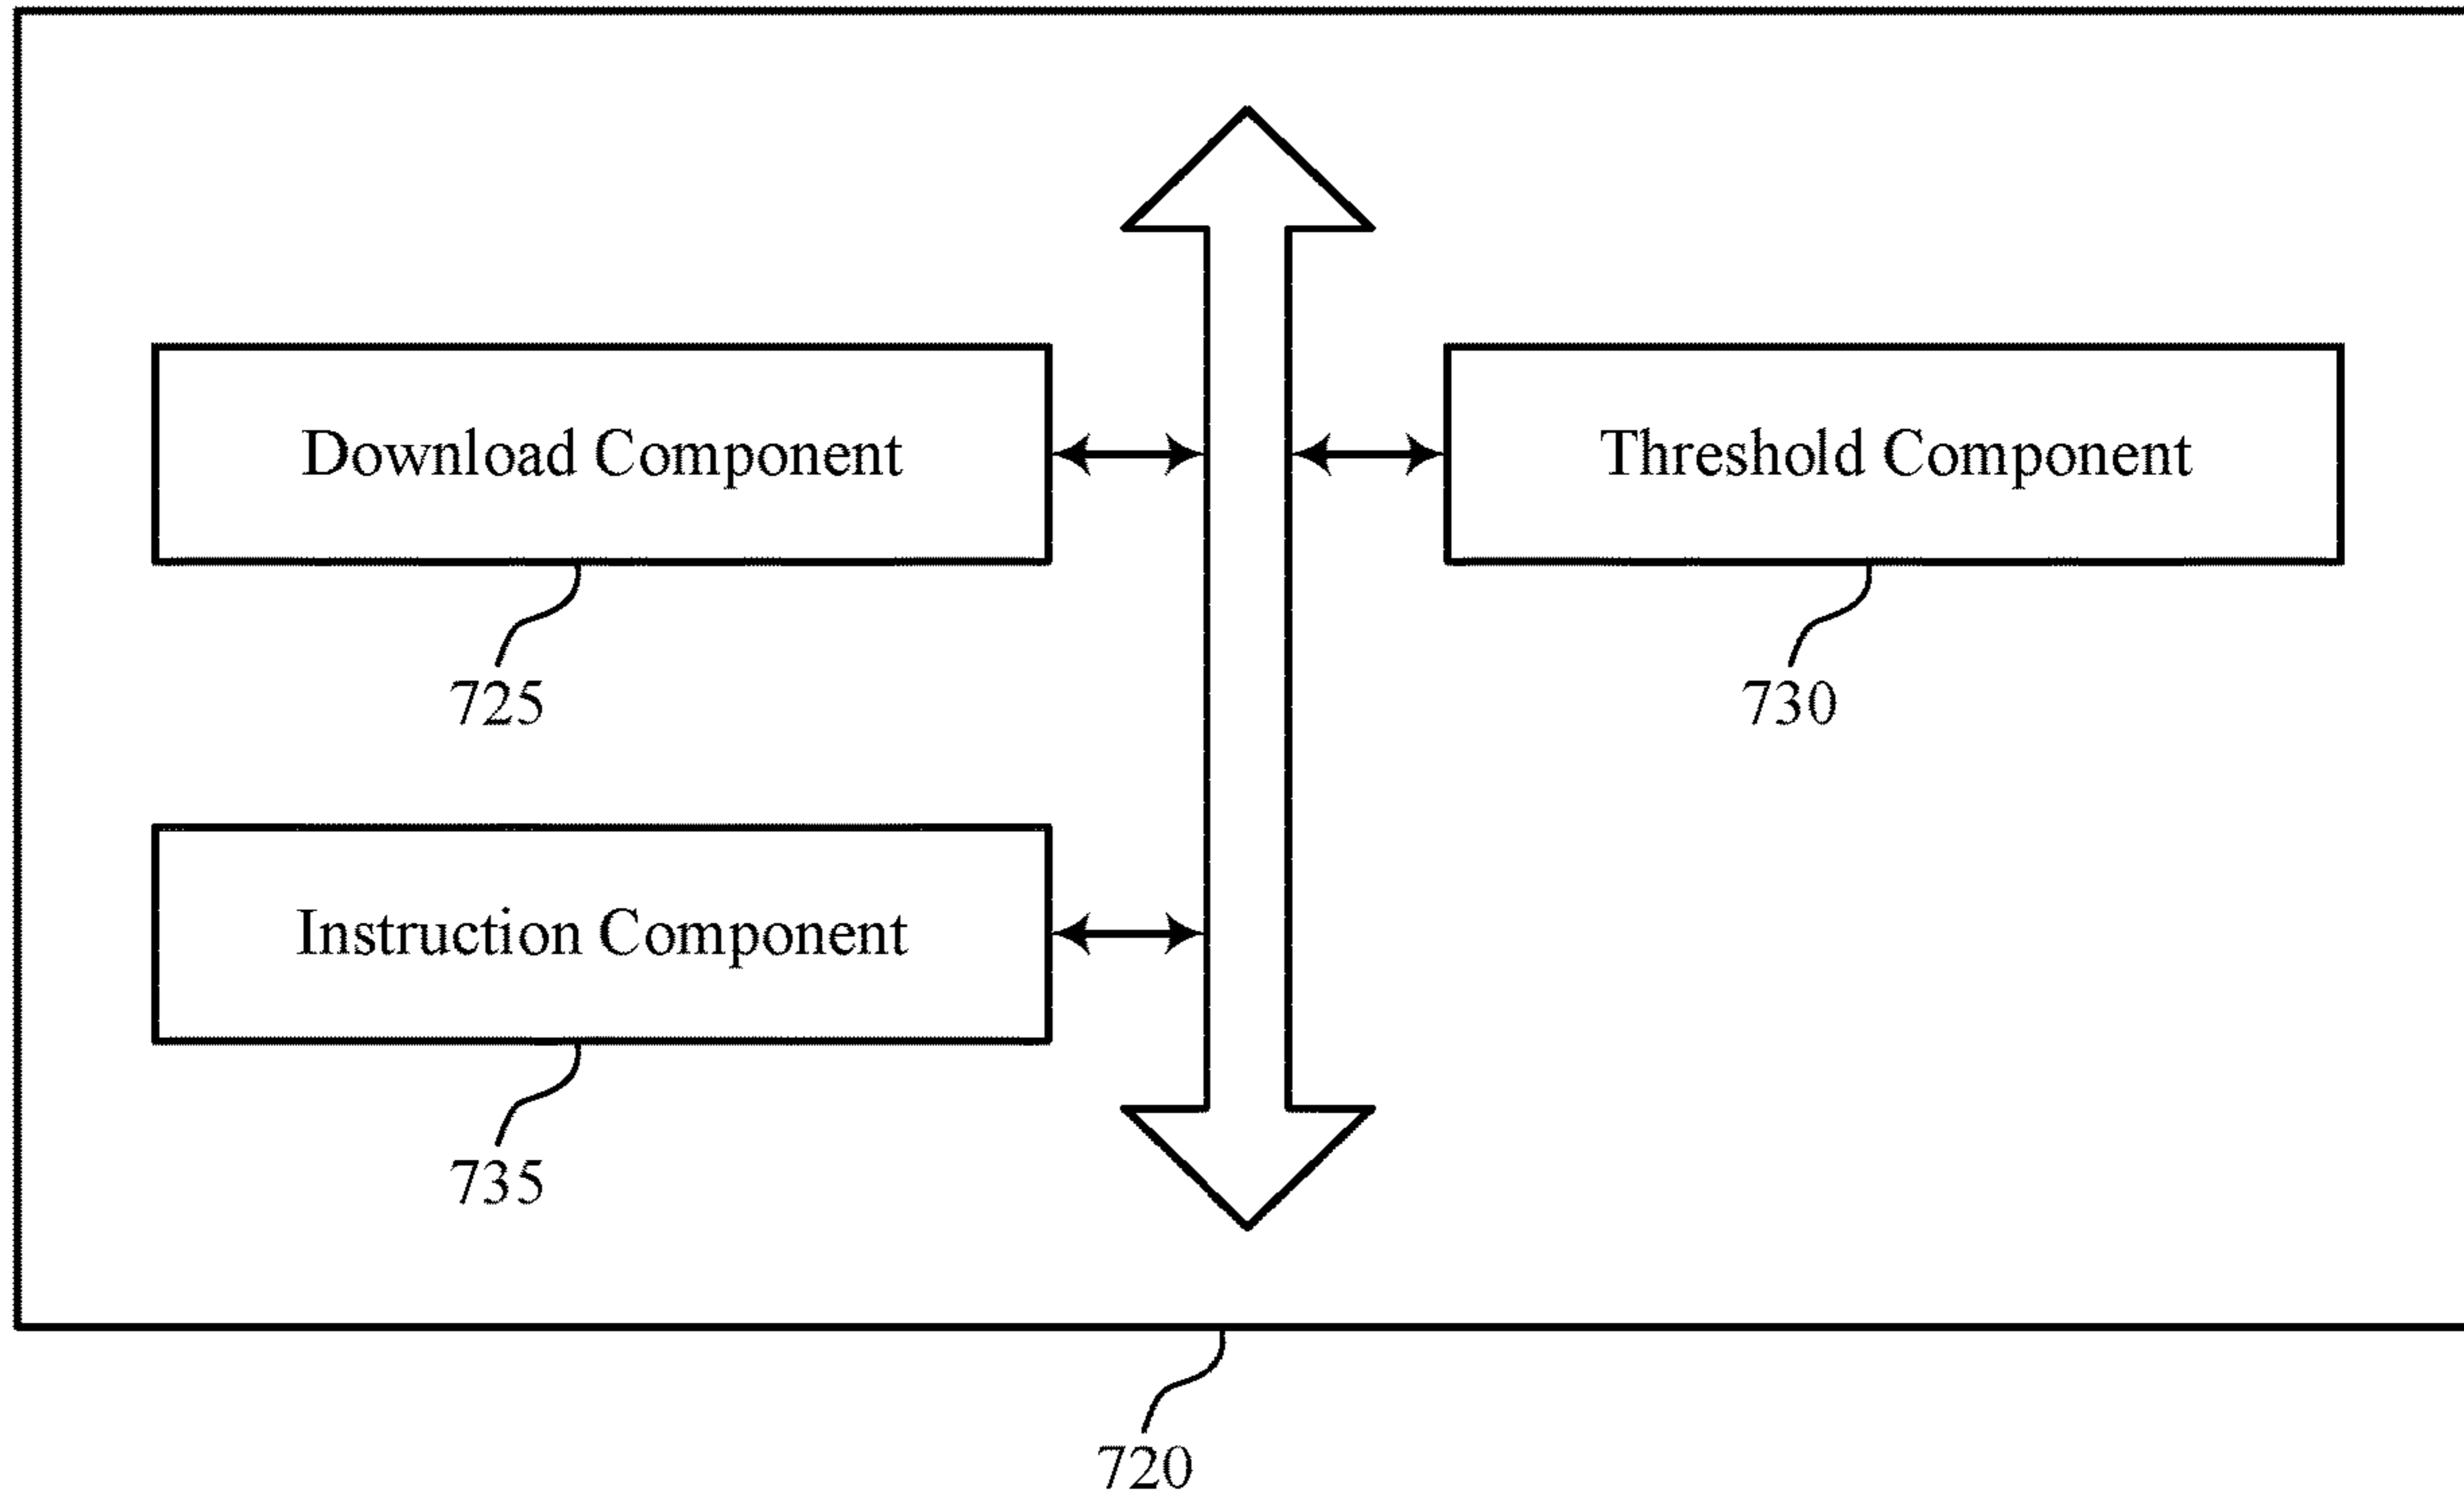 Download Component
Threshold Component
725
730
Instruction Component
735
720